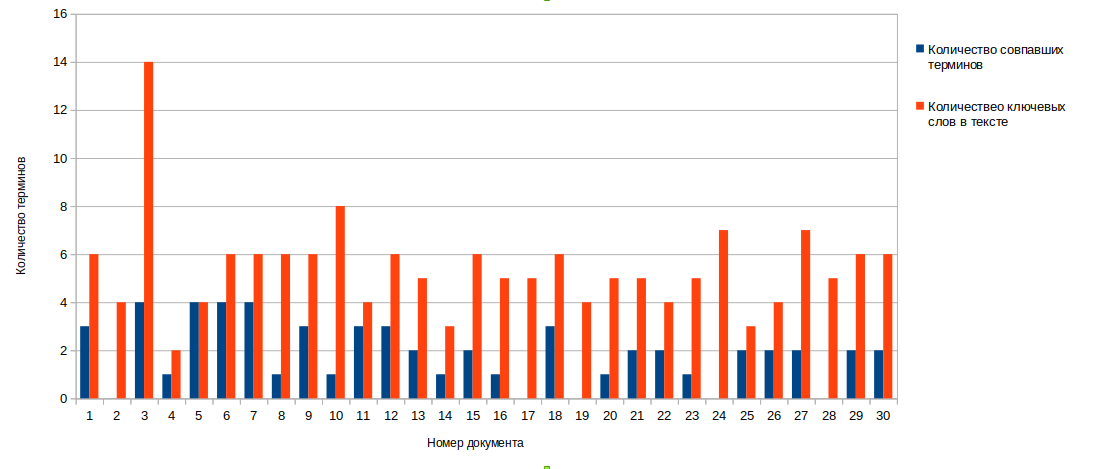 16
14
12
10
8
6
4
2
0
Количество терминов
1 2 3 4 5 6 7 8 9 10 11 12 13 14 15 16 17 18 19 20 21 22 23 24 25 26 27 28 29 30
Номер документа
Количество совпавших
терминов
Количествео ключевых
слов в тексте